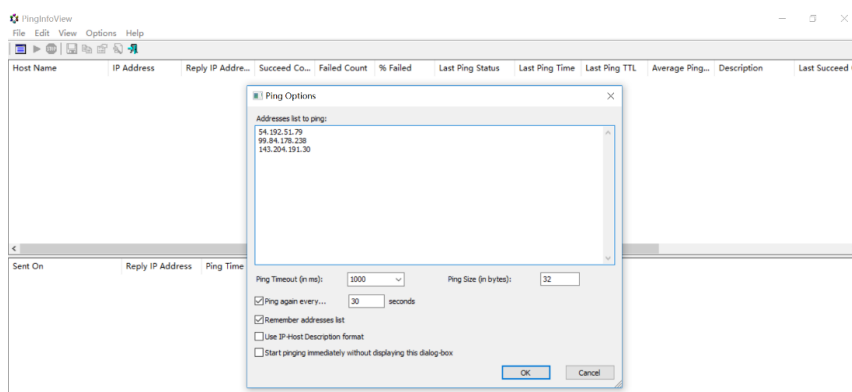 PingInfoView
File Edit View Options Help
Host Name IP Address Reply IP Addre... Succeed Co... Failed Count % Failed Last Ping Status Last Ping Time Last Ping TTL Average Ping... Description Last Succeed
Ping Options
Addresses list to ping:
54.192.51.79
99.84.178.238
143.204.191.30
Sent On Reply IP Address Ping Time
Ping Timeout (in ms): 1000 Ping Size (in bytes): 32
Ping again every... 30 seconds
Remember addresses list
Use IP-Host Description format
Start pinging immediately without displaying this dialog-box
OK Cancel